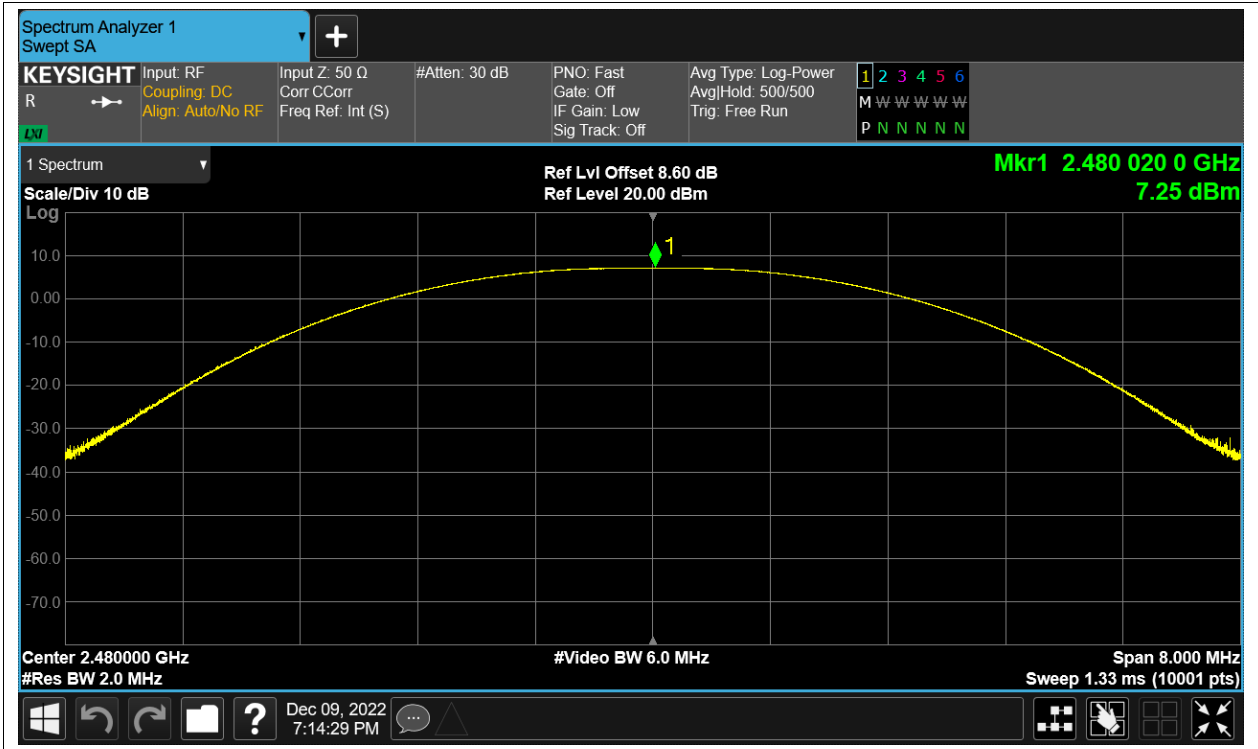 Spectrum Analyzer 1
Swept SA
KEYSIGHT
R
LXI
Input: RF
Coupling: DC
Align: Auto/No RF
Input Z: 50 Ω
Corr CCorr
Freq Ref: Int (S)
#Atten: 30 dB
PNO: Fast
Gate: Off
IF Gain: Low
Sig Track: Off
Avg Type: Log-Power
Avg|Hold: 500/500
Trig: Free Run
1 2 3 4 5 6
M W W W W W
P N N N N N
1 Spectrum
Scale/Div 10 dB
Log
Ref Lvl Offset 8.60 dB
Ref Level 20.00 dBm
Mkr1 2.480 020 0 GHz
7.25 dBm
1
10.0
0.00
-10.0
-20.0
-30.0
-40.0
-50.0
-60.0
-70.0
Center 2.480000 GHz
#Video BW 6.0 MHz
Span 8.000 MHz
#Res BW 2.0 MHz
Sweep 1.33 ms (10001 pts)
?
Dec 09, 2022
7:14:29 PM